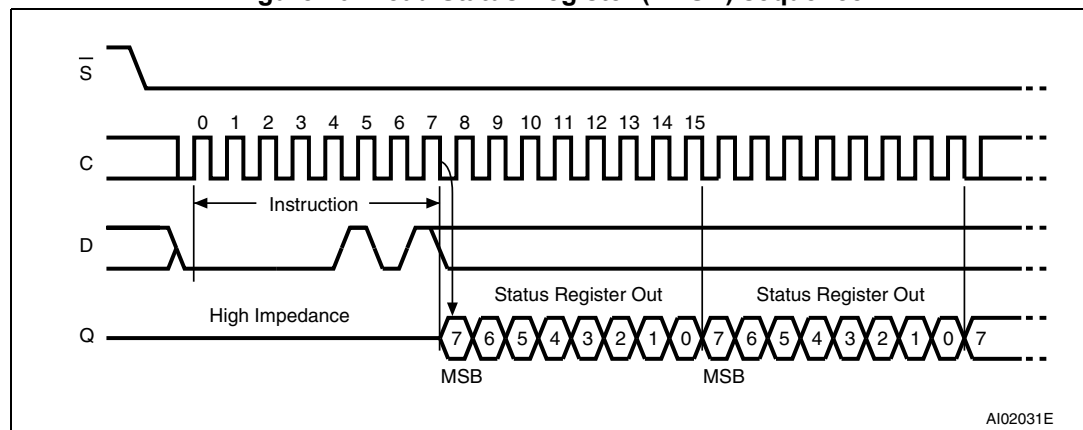 S
0 1 2 3 4 5 6 7 8 9 10 11 12 13 14 15
C
Instruction
D
Status Register Out Status Register Out
High Impedance
Q
7 6 5 4 3 2 1 0 7 6 5 4 3 2 1 0 7
MSB MSB
AI02031E